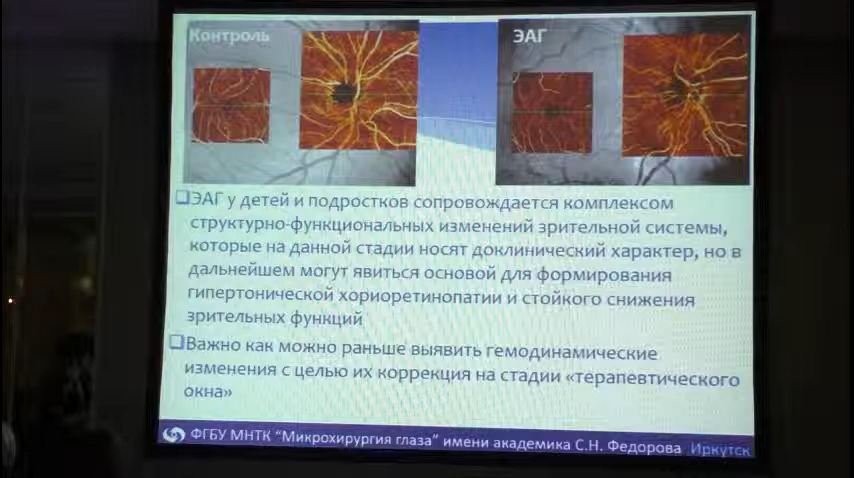 Контроль
ЭАГ
ЭАГ у детей и подростков сопровождается комплексом
структурно-функциональных изменений зрительной системы,
которые на данной стадии носят доклинический характер, но в
дальнейшем могут явиться основой для формирования
гипертонической хориоретинопатии и стойкого снижения
зрительных функций
Важно как можно раньше выявить гемодинамические
изменения с целью их коррекция на стадии «терапевтического
окна»
ФГБУ МНТК "Микрохирургия глаза" имени академика С.Н. Федорова Иркутск